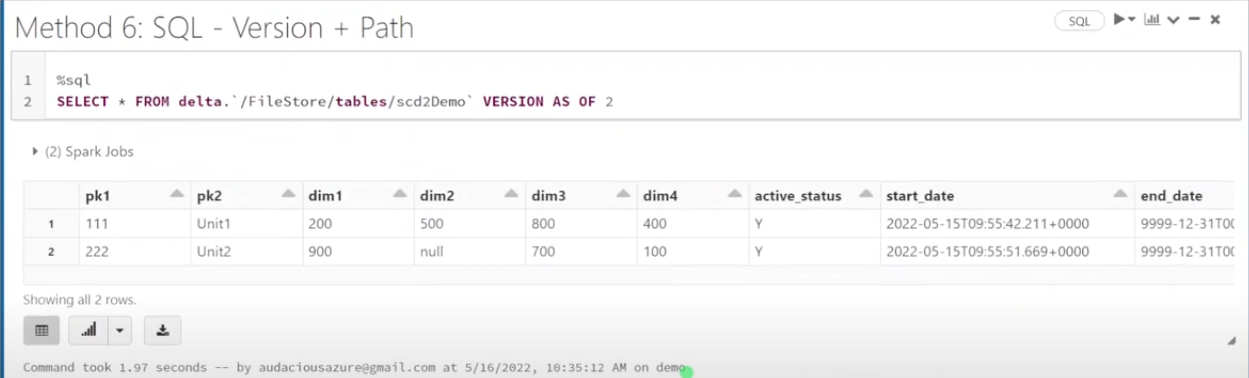 Method 6: SQL - Version + Path
SQL
1 %sql
2 SELECT * FROM delta.`/FileStore/tables/scd2Demo` VERSION AS OF 2
(2) Spark Jobs
pk1 pk2 dim1 dim2 dim3 dim4 active_status start_date end_date
1 111 Unit1 200 500 800 400 Y 2022-05-15T09:55:42.211+0000 9999-12-31T00
2 222 Unit2 900 null 700 100 Y 2022-05-15T09:55:51.669+0000 9999-12-31T00
Showing all 2 rows.
Command took 1.97 seconds -- by audaciousazure@gmail.com at 5/16/2022, 10:35:12 AM on demo